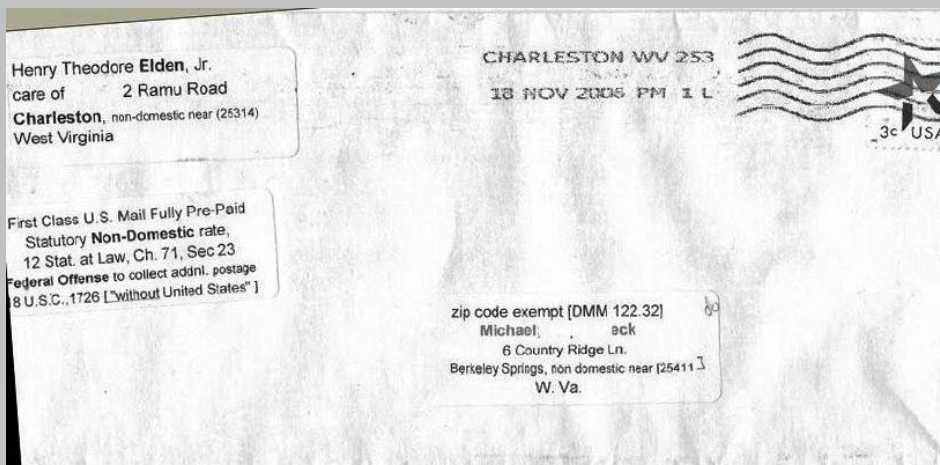 Henry Theodore Elden, Jr.
care of 2 Ramu Road
Charleston, non-domestic near (25314)
West Virginia
CHARLESTON WV 253
18 NOV 2006 PM 1 L
3c USA
First Class U.S. Mail Fully Pre-Paid
Statutory Non-Domestic rate,
12 Stat. at Law, Ch. 71, Sec 23
Federal Offense to collect addnl. postage
8 U.S.C.,1726 ["without United States"]
zip code exempt [DMM 122.32]
Michael, eck
6 Country Ridge Ln.
Berkeley Springs, non domestic near [25411]
W. Va.